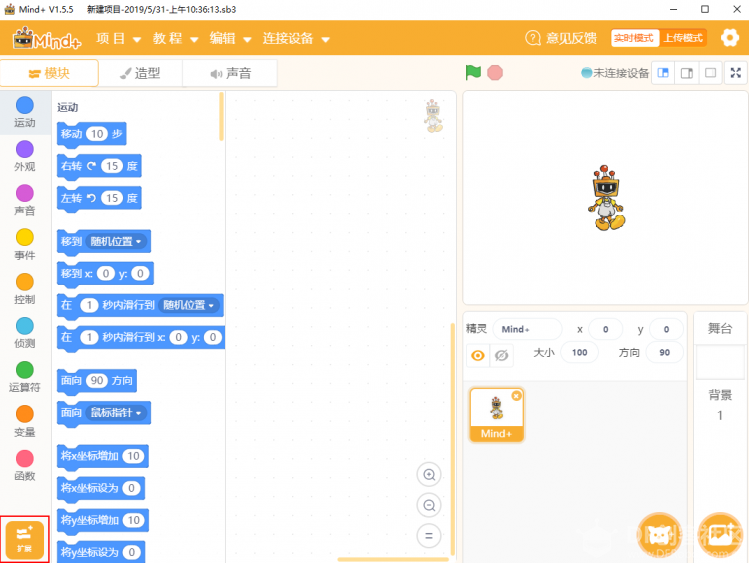 Mind+ V1.5.5 新建项目-2019/5/31-上午10:36:13.sb3
Mind+ 项目 教程 编辑 连接设备 意见反馈 实时模式 上传模式
模块 造型 声音 未连接设备
运动
外观
声音
事件
控制
侦测
运算符
变量
函数
扩展
运动
移动 10 步
右转 15 度
左转 15 度
移到 随机位置
移到 x: 0 y: 0
在 1 秒内滑行到 随机位置
在 1 秒内滑行到 x: 0 y: 0
面向 90 方向
面向 鼠标指针
将x坐标增加 10
将x坐标设为 0
将y坐标增加 10
将y坐标设为 0
精灵 Mind+ x 0 y 0
大小 100 方向 90
Mind+
舞台
背景
1